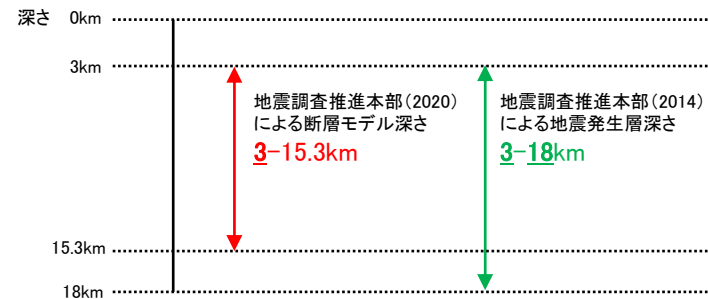 深さ 0km
3km
地震調査推進本部(2020)
による断層モデル深さ
3-15.3km
地震調査推進本部(2014)
による地震発生層深さ
3-18km
15.3km
18km